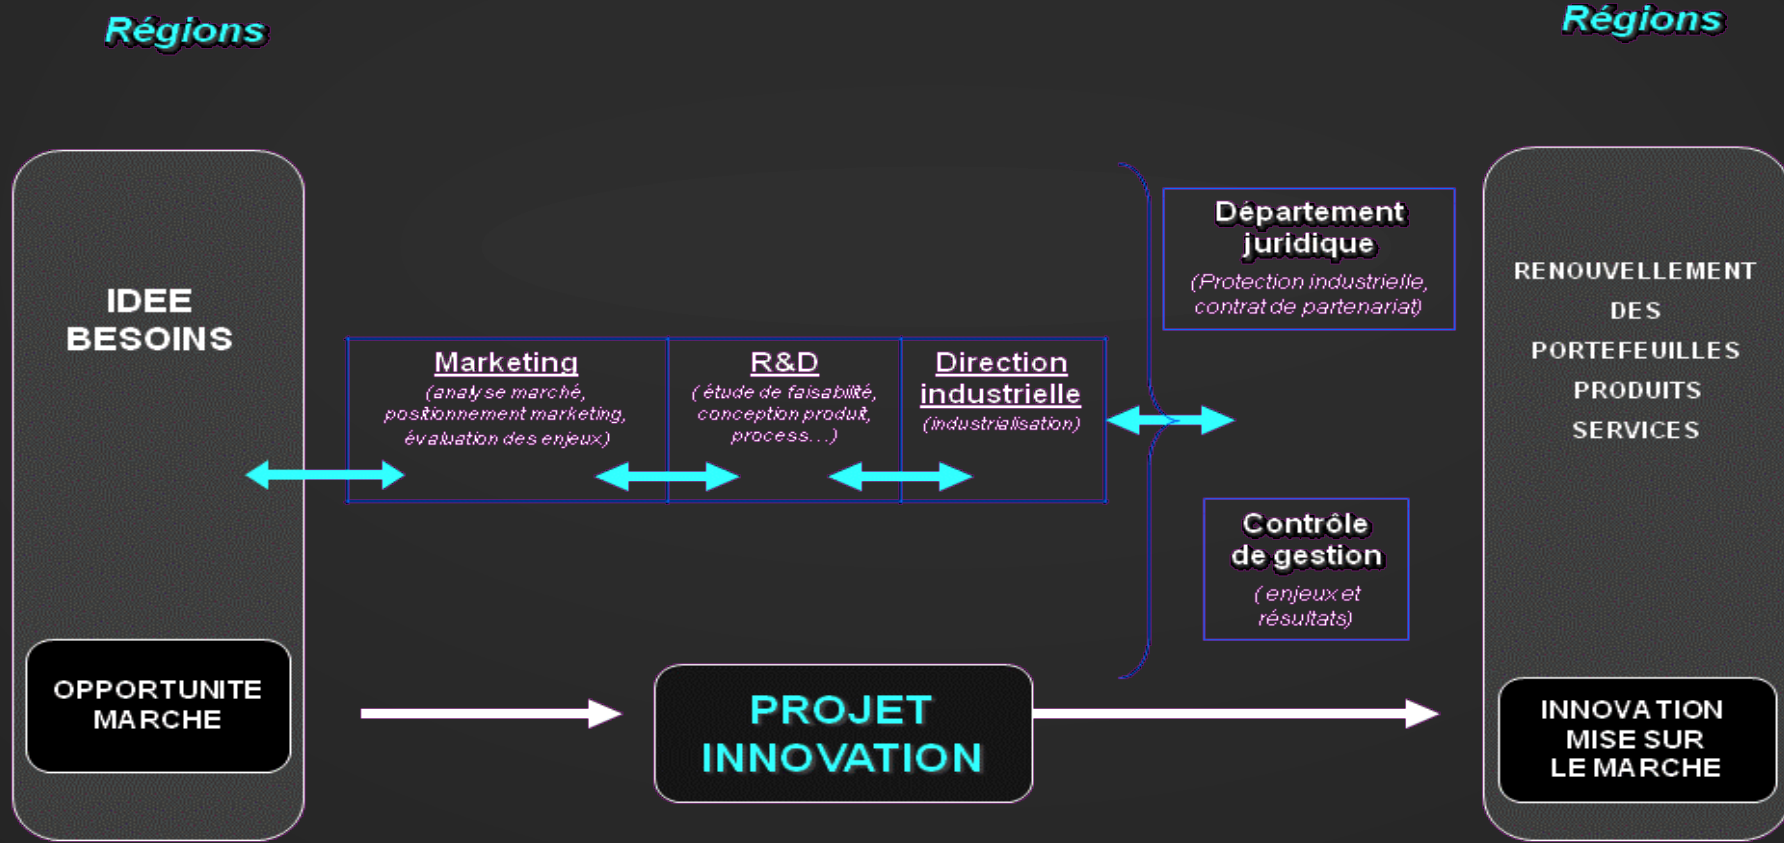 Régions
Régions
IDEE
BESOINS
OPPORTUNITE
MARCHE
Marketing
(analyse marché,
positionnement marketing,
évaluation des enjeux)
R&D
( étude de faisabilité,
conception produit,
process...)
Direction
industrielle
(industrialisation)
Département
juridique
(Protection industrielle,
contrat de partenariat)
Contrôle
de gestion
( enjeux et
résultats)
PROJET
INNOVATION
RENOUVELLEMENT
DES
PORTEFEUILLES
PRODUITS
SERVICES
INNOVATION
MISE SUR
LE MARCHE